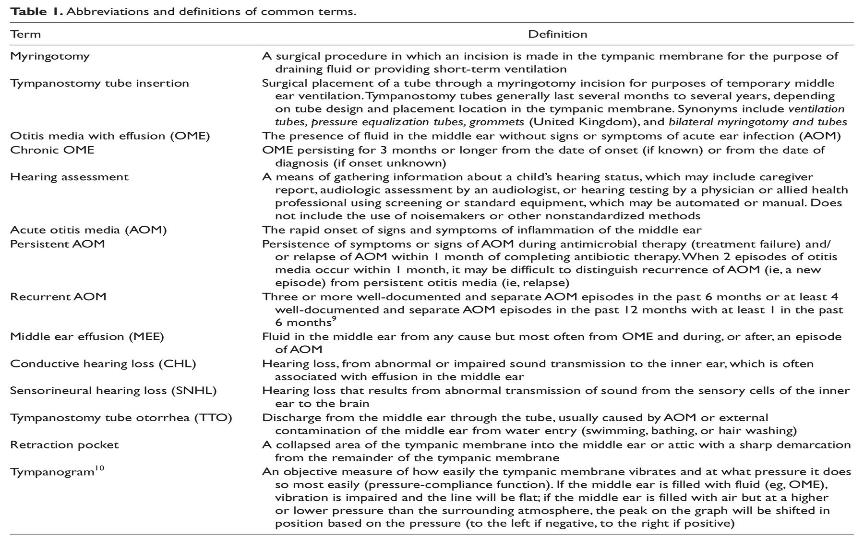 Table 1. Abbreviations and definitions of common terms.
Term Definition
Myringotomy A surgical procedure in which an incision is made in the tympanic membrane for the purpose of
draining fluid or providing short-term ventilation
Tympanostomy tube insertion Surgical placement of a tube through a myringotomy incision for purposes of temporary middle
ear ventilation. Tympanostomy tubes generally last several months to several years, depending
on tube design and placement location in the tympanic membrane. Synonyms include ventilation
tubes, pressure equalization tubes, grommets (United Kingdom), and bilateral myringotomy and tubes
Otitis media with effusion (OME) The presence of fluid in the middle ear without signs or symptoms of acute ear infection (AOM)
Chronic OME OME persisting for 3 months or longer from the date of onset (if known) or from the date of
diagnosis (if onset unknown)
Hearing assessment A means of gathering information about a child's hearing status, which may include caregiver
report, audiologic assessment by an audiologist, or hearing testing by a physician or allied health
professional using screening or standard equipment, which may be automated or manual. Does
not include the use of noisemakers or other nonstandardized methods
Acute otitis media (AOM) The rapid onset of signs and symptoms of inflammation of the middle ear
Persistent AOM Persistence of symptoms or signs of AOM during antimicrobial therapy (treatment failure) and/
or relapse of AOM within 1 month of completing antibiotic therapy. When 2 episodes of otitis
media occur within 1 month, it may be difficult to distinguish recurrence of AOM (ie, a new
episode) from persistent otitis media (ie, relapse)
Recurrent AOM Three or more well-documented and separate AOM episodes in the past 6 months or at least 4
well-documented and separate AOM episodes in the past 12 months with at least 1 in the past
6 months⁹
Middle ear effusion (MEE) Fluid in the middle ear from any cause but most often from OME and during, or after, an episode
of AOM
Conductive hearing loss (CHL) Hearing loss, from abnormal or impaired sound transmission to the inner ear, which is often
associated with effusion in the middle ear
Sensorineural hearing loss (SNHL) Hearing loss that results from abnormal transmission of sound from the sensory cells of the inner
ear to the brain
Tympanostomy tube otorrhea (TTO) Discharge from the middle ear through the tube, usually caused by AOM or external
contamination of the middle ear from water entry (swimming, bathing, or hair washing)
Retraction pocket A collapsed area of the tympanic membrane into the middle ear or attic with a sharp demarcation
from the remainder of the tympanic membrane
Tympanogram¹⁰ An objective measure of how easily the tympanic membrane vibrates and at what pressure it does
so most easily (pressure-compliance function). If the middle ear is filled with fluid (eg, OME),
vibration is impaired and the line will be flat; if the middle ear is filled with air but at a higher
or lower pressure than the surrounding atmosphere, the peak on the graph will be shifted in
position based on the pressure (to the left if negative, to the right if positive)